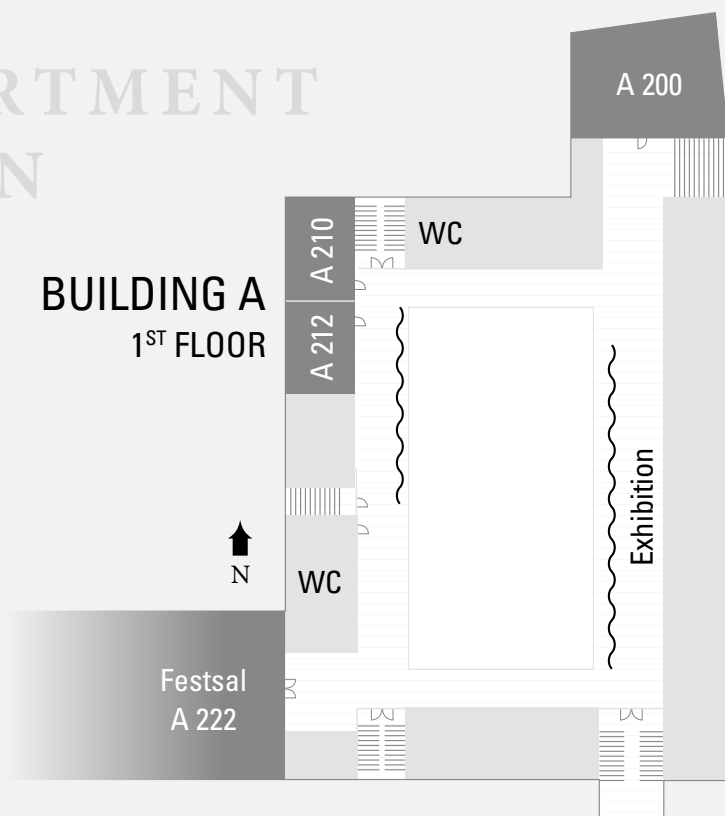 RTMENT
N
A 200
WC
A 210
BUILDING A
1ST FLOOR
A 212
Exhibition
N
WC
Festsal
A 222